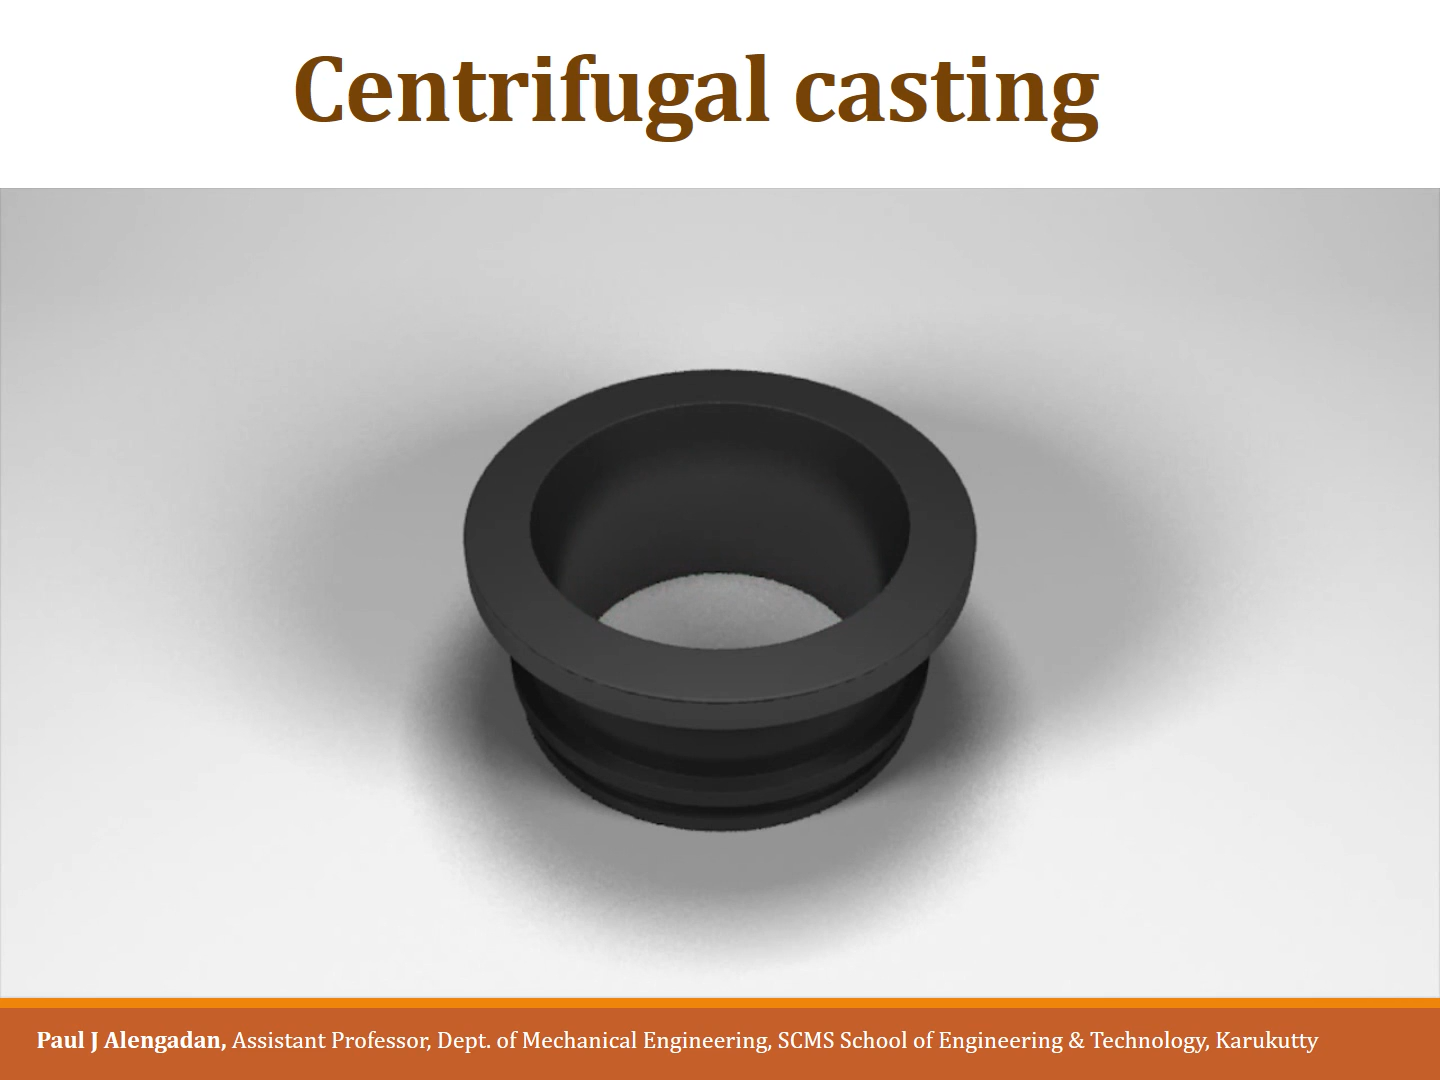 Centrifugal casting
Paul J Alengadan, Assistant Professor, Dept. of Mechanical Engineering, SCMS School of Engineering & Technology, Karukutty